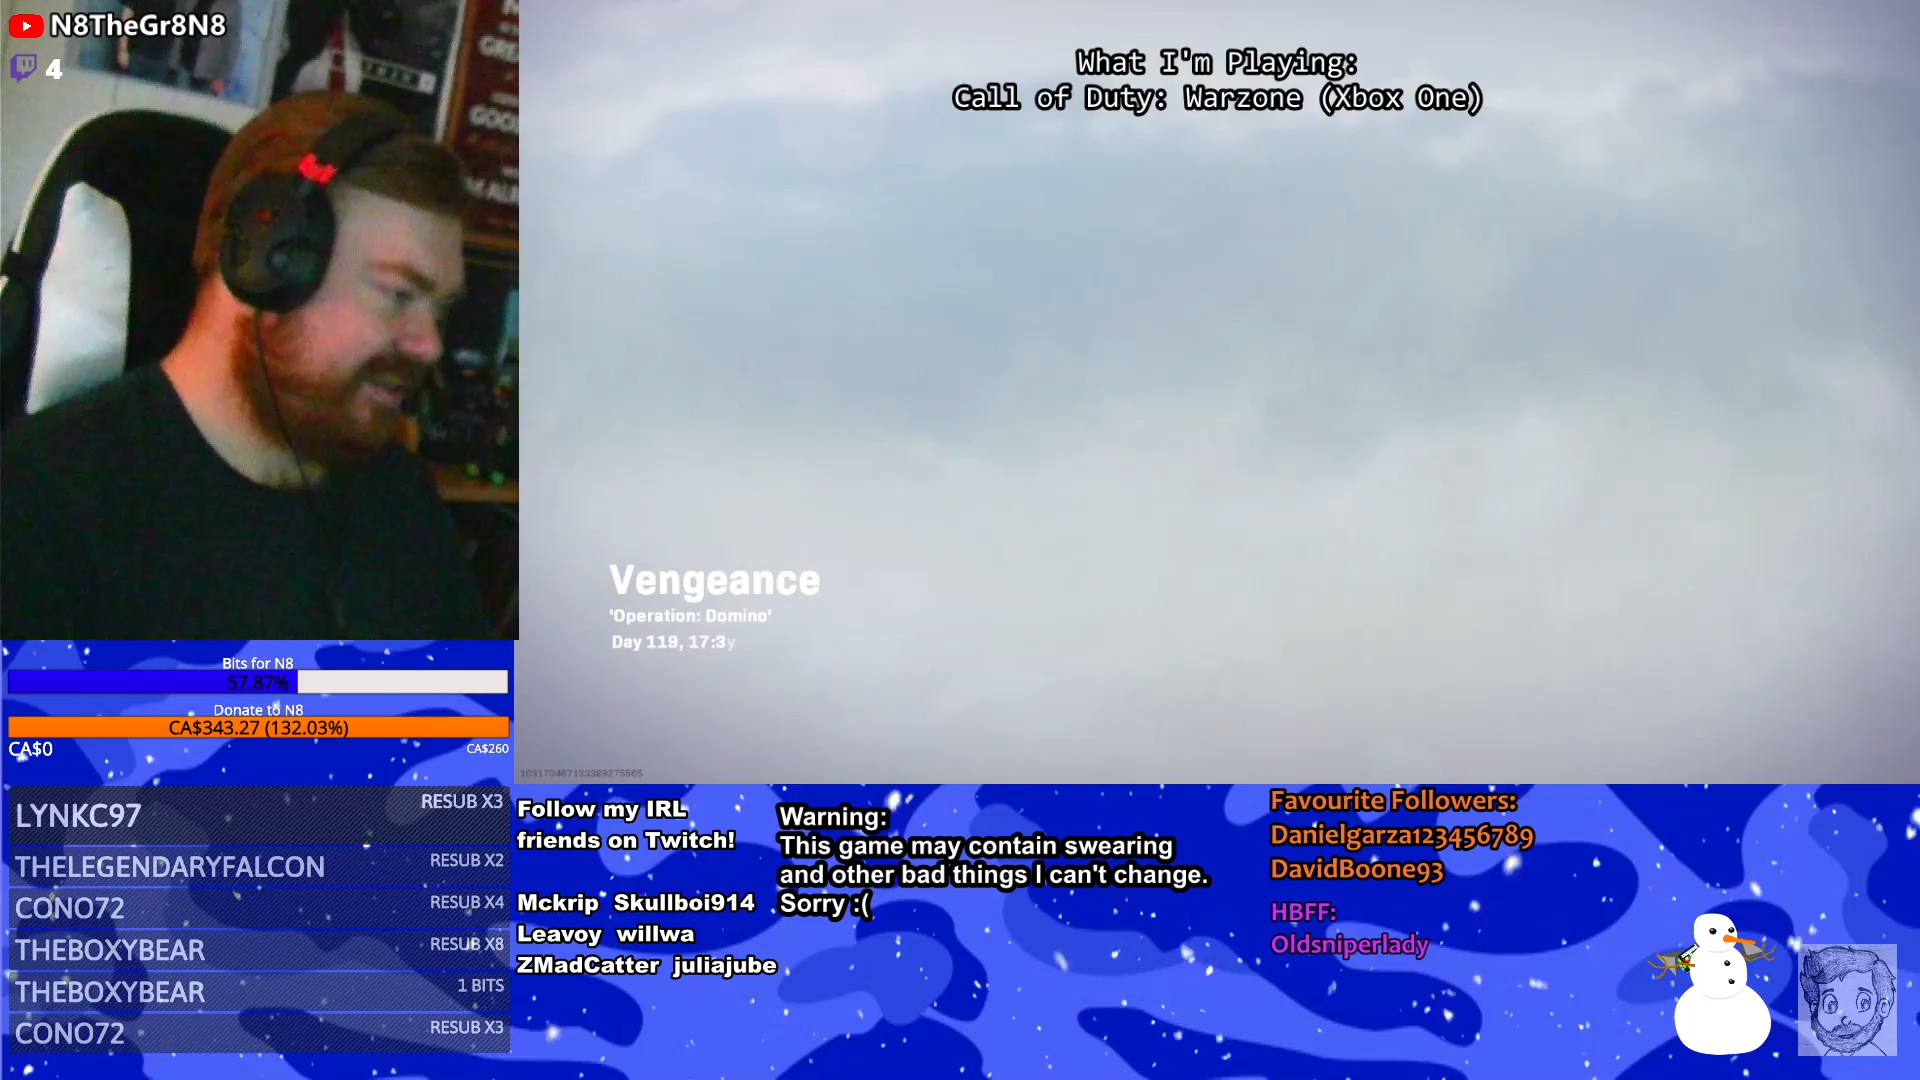 N8TheGr8N8
4
What I'm Playing:
Call of Duty: Warzone (Xbox One)
Vengeance
'Operation: Domino'
Day 119, 17:3y
Bits for N8
57.87%
Donate to N8
CA$343.27 (132.03%)
CA$0
CA$260
LYNKC97 RESUB X3
THELEGENDARYFALCON RESUB X2
CONO72 RESUB X4
THEBOXYBEAR RESUB X8
THEBOXYBEAR 1 BITS
CONO72 RESUB X3
Follow my IRL
friends on Twitch!
Mckrip Skullboi914
Leavoy willwa
ZMadCatter juliajube
Warning:
This game may contain swearing
and other bad things I can't change.
Sorry :(
Favourite Followers:
Danielgarza123456789
DavidBoone93
HBFF:
Oldsniperlady